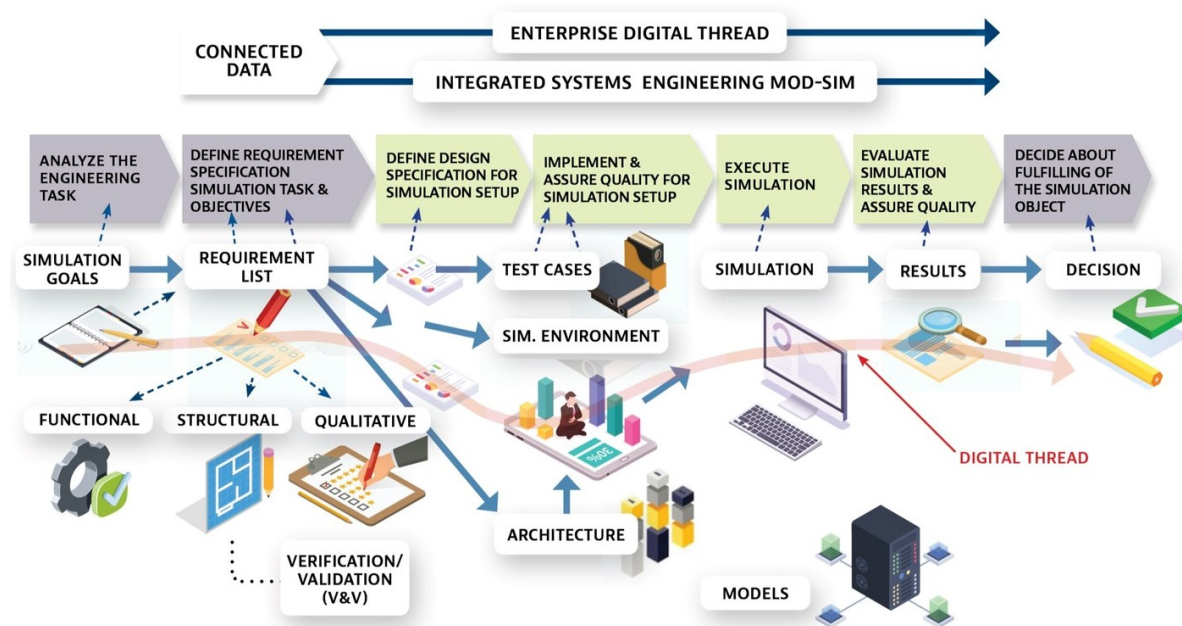 CONNECTED
DATA
ENTERPRISE DIGITAL THREAD
INTEGRATED SYSTEMS ENGINEERING MOD-SIM
ANALYZE THE
ENGINEERING
TASK
DEFINE REQUIREMENT
SPECIFICATION
SIMULATION TASK &
OBJECTIVES
DEFINE DESIGN
SPECIFICATION FOR
SIMULATION SETUP
IMPLEMENT &
ASSURE QUALITY FOR
SIMULATION SETUP
EXECUTE
SIMULATION
EVALUATE
SIMULATION
RESULTS &
ASSURE QUALITY
DECIDE ABOUT
FULFILLING OF
THE SIMULATION
OBJECT
SIMULATION
GOALS
REQUIREMENT
LIST
TEST CASES
SIMULATION
RESULTS
DECISION
SIM. ENVIRONMENT
FUNCTIONAL
STRUCTURAL
QUALITATIVE
30%
DIGITAL THREAD
ARCHITECTURE
VERIFICATION/
VALIDATION
(V&V)
MODELS